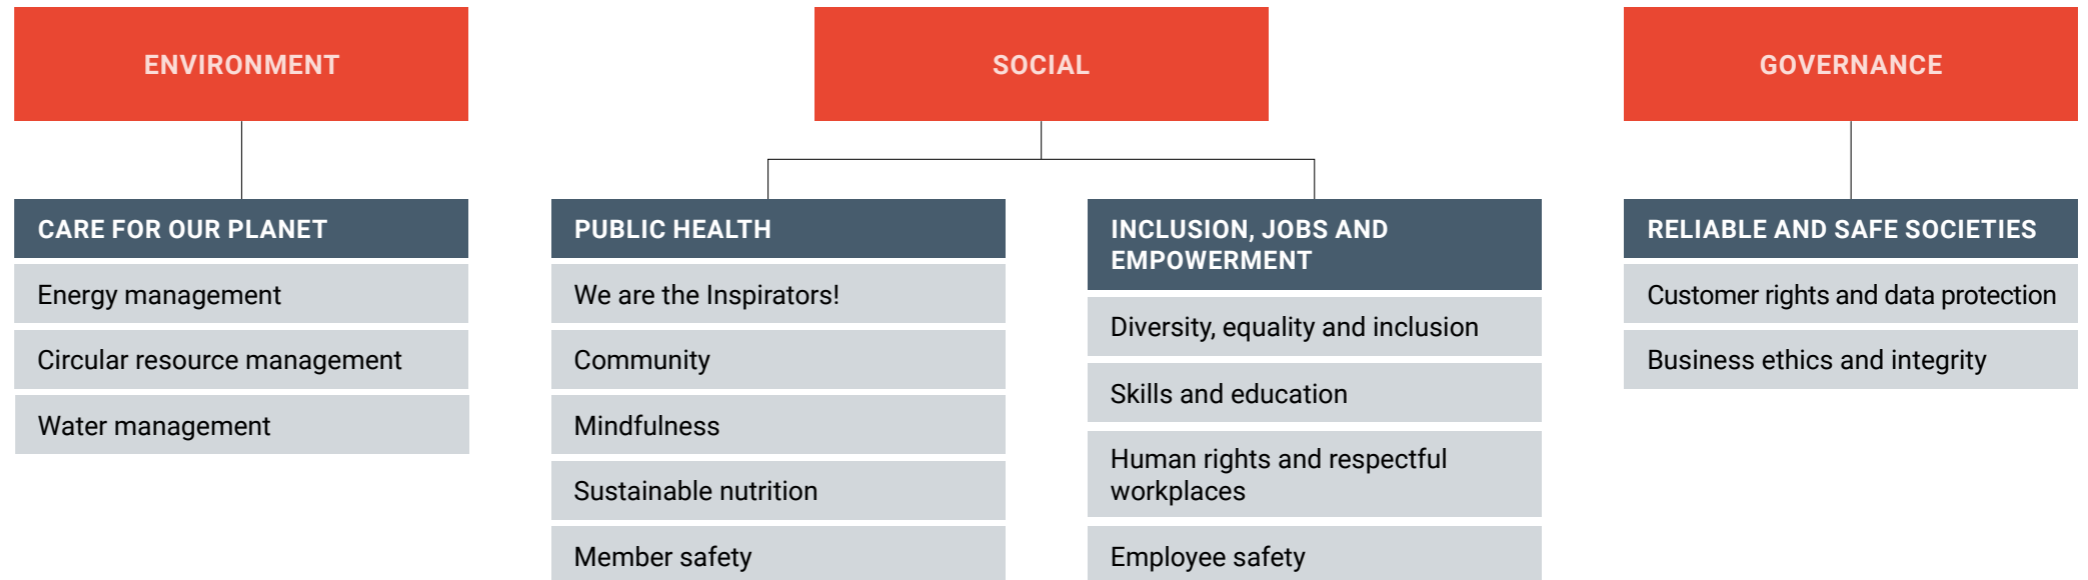 ENVIRONMENT
SOCIAL
GOVERNANCE
CARE FOR OUR PLANET
Energy management
Circular resource management
Water management
PUBLIC HEALTH
We are the Inspirators!
Community
Mindfulness
Sustainable nutrition
Member safety
INCLUSION, JOBS AND
EMPOWERMENT
Diversity, equality and inclusion
Skills and education
Human rights and respectful
workplaces
Employee safety
RELIABLE AND SAFE SOCIETIES
Customer rights and data protection
Business ethics and integrity